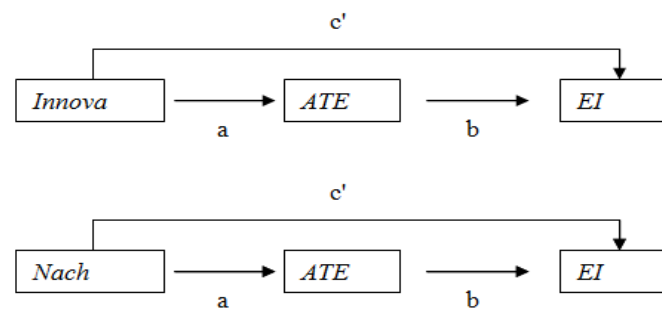 c'
Innova ATE EI
a b
c'
Nach ATE EI
a b